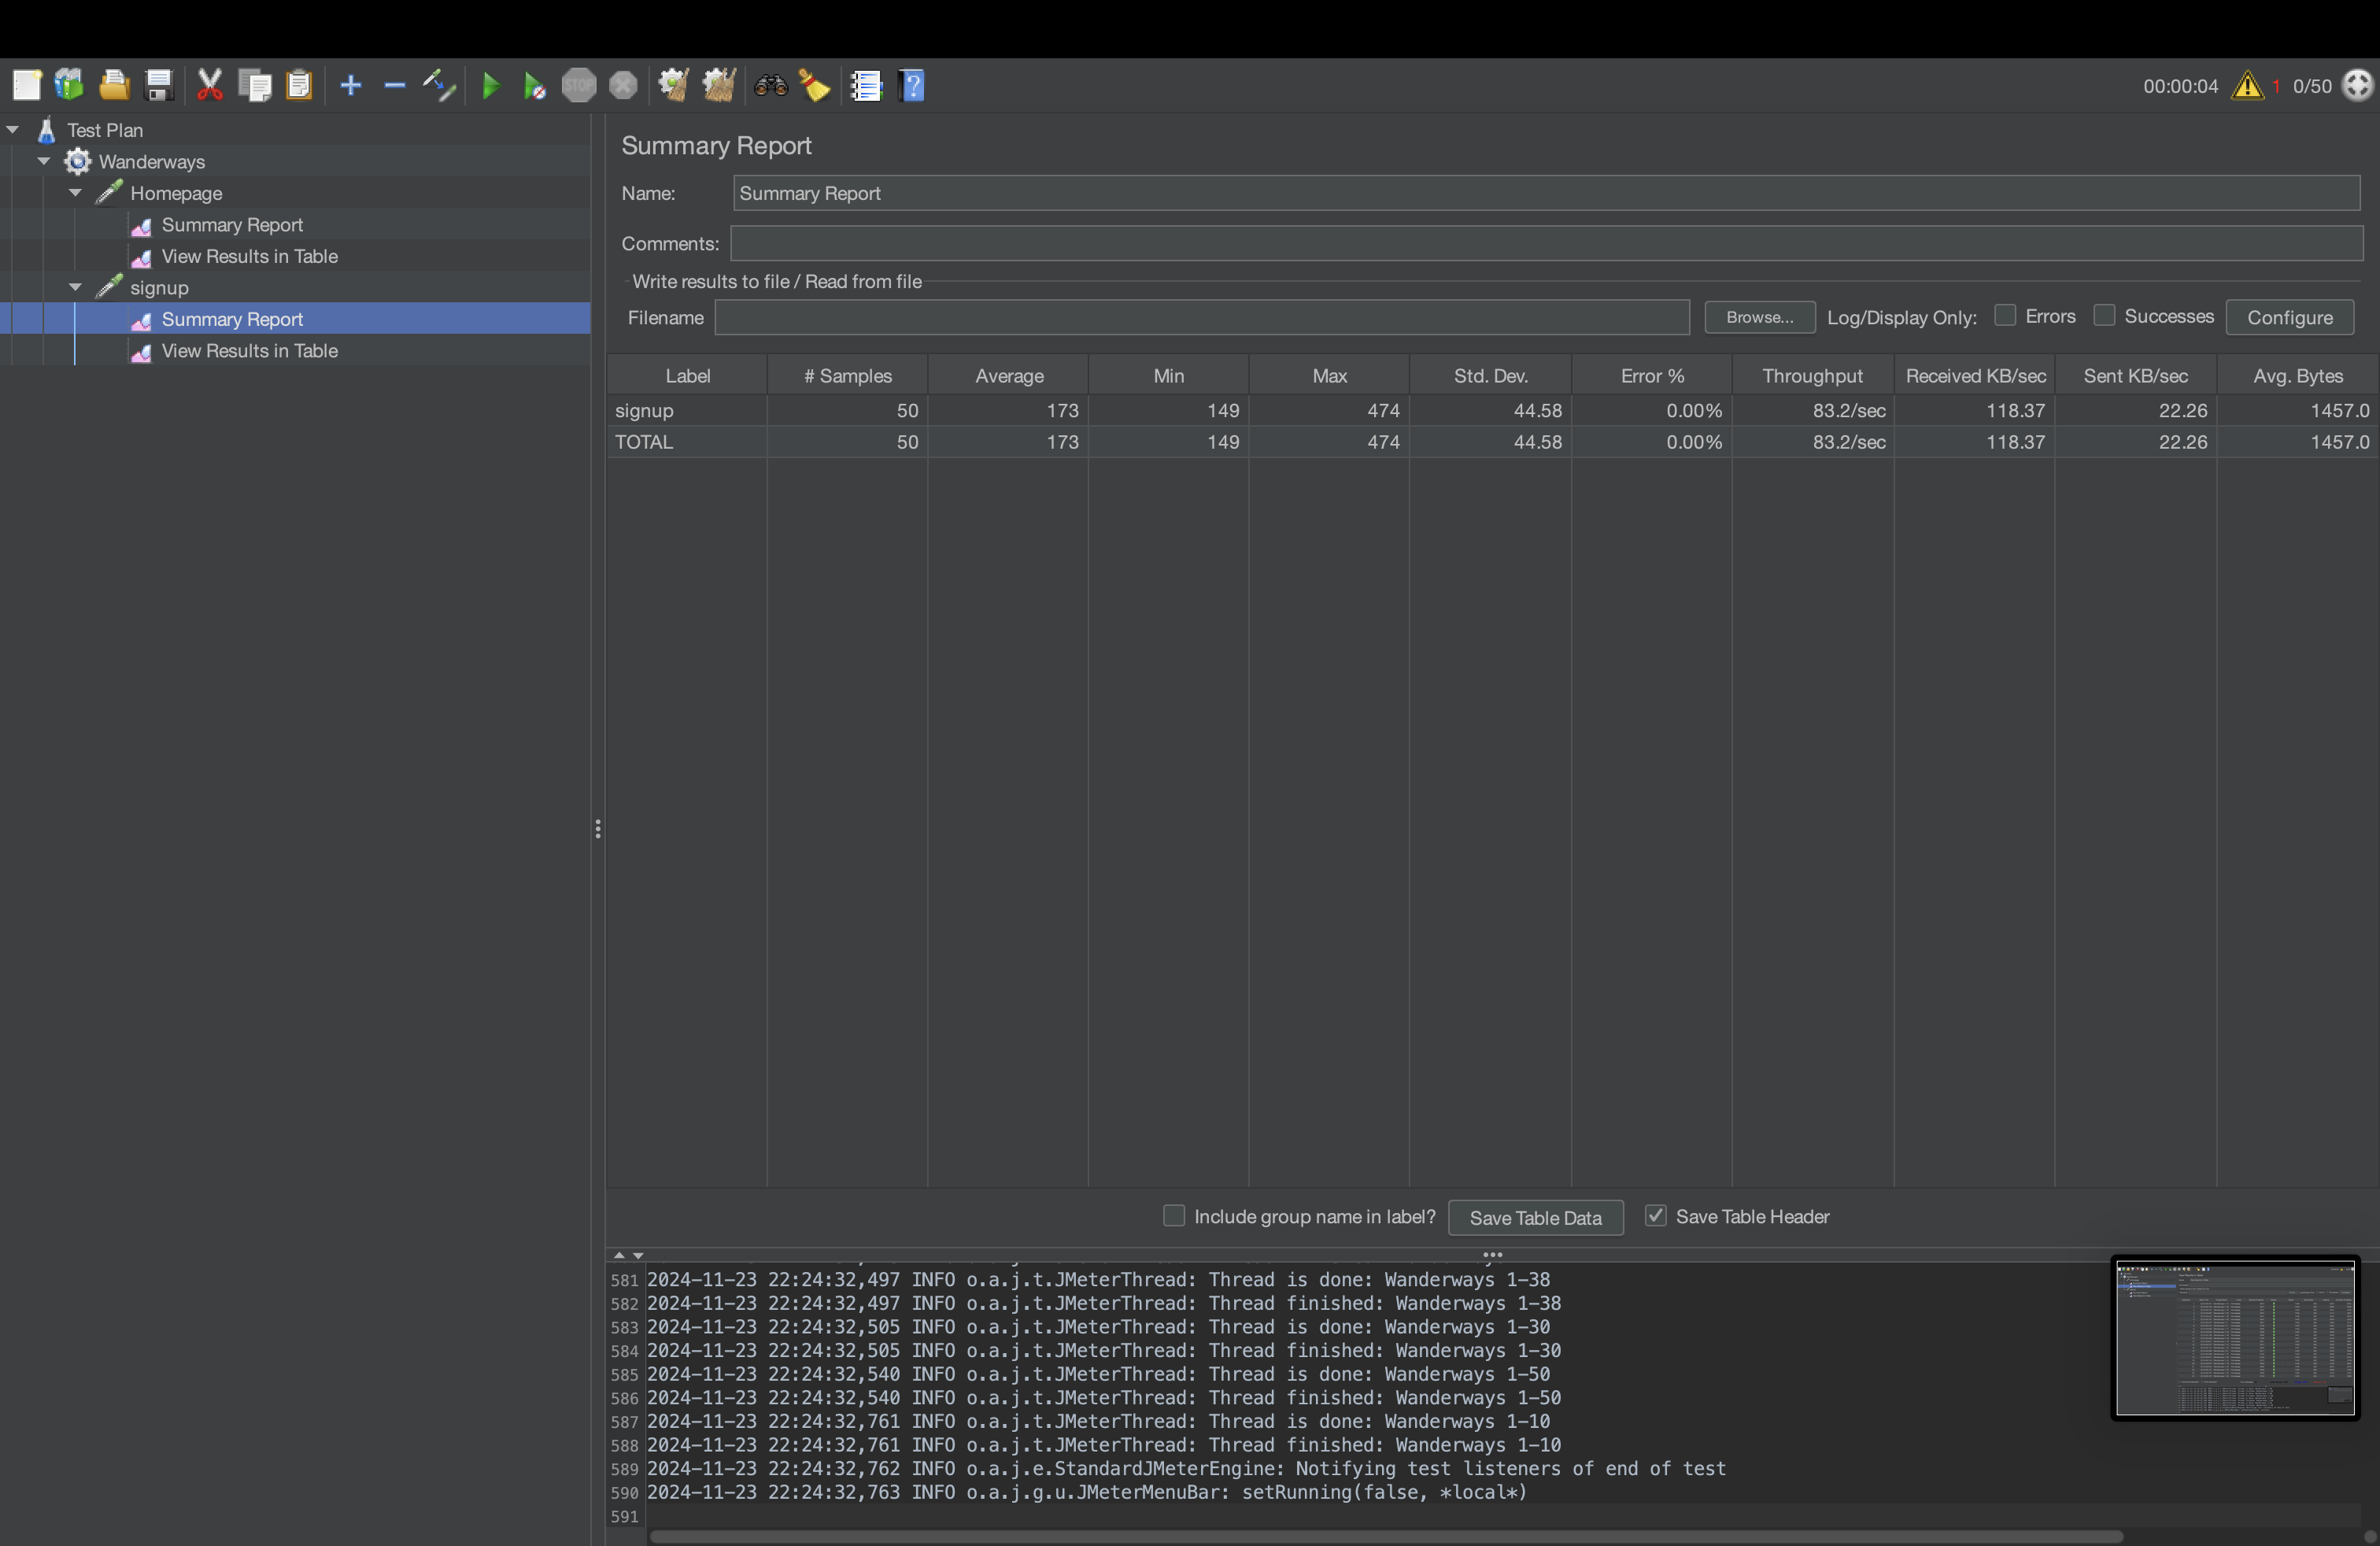 STOP
00:00:04 1 0/50
Test Plan
Wanderways
Homepage
Summary Report
View Results in Table
signup
Summary Report
View Results in Table
Summary Report
Name: Summary Report
Comments:
Write results to file / Read from file
Filename Browse... Log/Display Only: Errors Successes Configure
Label # Samples Average Min Max Std. Dev. Error % Throughput Received KB/sec Sent KB/sec Avg. Bytes
signup 50 173 149 474 44.58 0.00% 83.2/sec 118.37 22.26 1457.0
TOTAL 50 173 149 474 44.58 0.00% 83.2/sec 118.37 22.26 1457.0
Include group name in label? Save Table Data Save Table Header
581 2024-11-23 22:24:32,497 INFO o.a.j.t.JMeterThread: Thread is done: Wanderways 1-38
582 2024-11-23 22:24:32,497 INFO o.a.j.t.JMeterThread: Thread finished: Wanderways 1-38
583 2024-11-23 22:24:32,505 INFO o.a.j.t.JMeterThread: Thread is done: Wanderways 1-30
584 2024-11-23 22:24:32,505 INFO o.a.j.t.JMeterThread: Thread finished: Wanderways 1-30
585 2024-11-23 22:24:32,540 INFO o.a.j.t.JMeterThread: Thread is done: Wanderways 1-50
586 2024-11-23 22:24:32,540 INFO o.a.j.t.JMeterThread: Thread finished: Wanderways 1-50
587 2024-11-23 22:24:32,761 INFO o.a.j.t.JMeterThread: Thread is done: Wanderways 1-10
588 2024-11-23 22:24:32,761 INFO o.a.j.t.JMeterThread: Thread finished: Wanderways 1-10
589 2024-11-23 22:24:32,762 INFO o.a.j.e.StandardJMeterEngine: Notifying test listeners of end of test
590 2024-11-23 22:24:32,763 INFO o.a.j.g.u.JMeterMenuBar: setRunning(false, *local*)
591